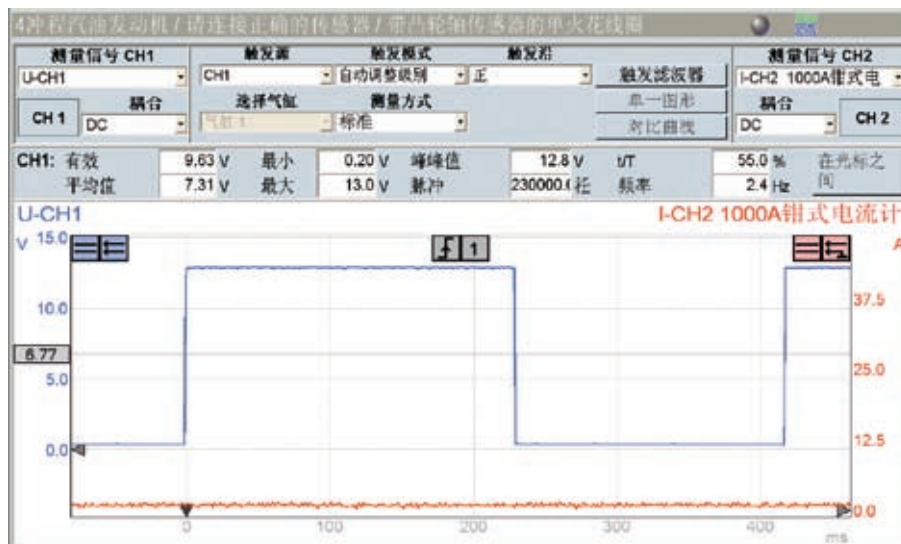 4冲程汽油发动机 / 请连接正确的传感器 / 带凸轮轴传感器的单火花线圈
测量信号 CH1 触发源 触发模式 触发沿 测量信号 CH2
U-CH1 CH1 自动调整级别 正 触发滤波器 I-CH2 1000A钳式电
耦合 选择气缸 测量方式 单一图形 耦合
CH 1 DC 气缸 1 标准 对比曲线 DC CH 2
CH1: 有效 9.63 V 最小 0.20 V 峰峰值 12.8 V t/T 55.0 % 在光标之间
平均值 7.31 V 最大 13.0 V 脉冲 230000.( 频率 2.4 Hz
U-CH1 I-CH2 1000A钳式电流计
V 15.0 1 A
10.0 37.5
6.77
5.0 25.0
0.0 12.5
0.0
0 100 200 300 400
ms